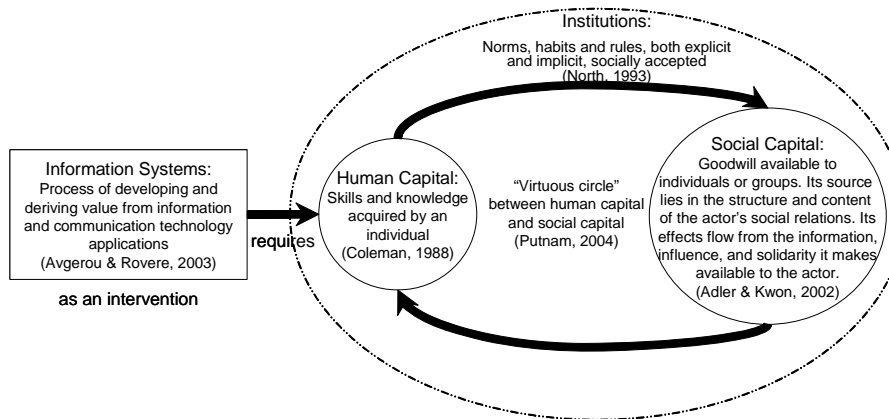 Institutions:
Norms, habits and rules, both explicit
and implicit, socially accepted
(North, 1993)
Information Systems:
Process of developing and
deriving value from information
and communication technology
applications
(Avgerou & Rovere, 2003)
as an intervention
requires
Human Capital:
Skills and knowledge
acquired by an
individual
(Coleman, 1988)
“Virtuous circle”
between human capital
and social capital
(Putnam, 2004)
Social Capital:
Goodwill available to
individuals or groups. Its source
lies in the structure and content
of the actor’s social relations. Its
effects flow from the information,
influence, and solidarity it makes
available to the actor.
(Adler & Kwon, 2002)